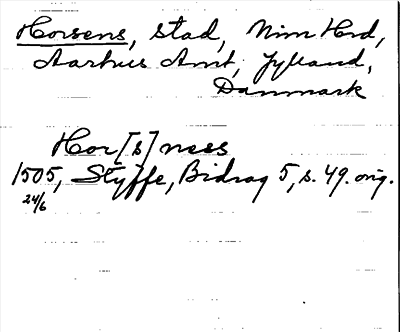 Horsens, stad, Nim Hrd,
Aarhus Amt, Jylland,
Danmark
Hor[s]ness
1505, Styffe, Bidrag 5, s. 49. orig.
24/6